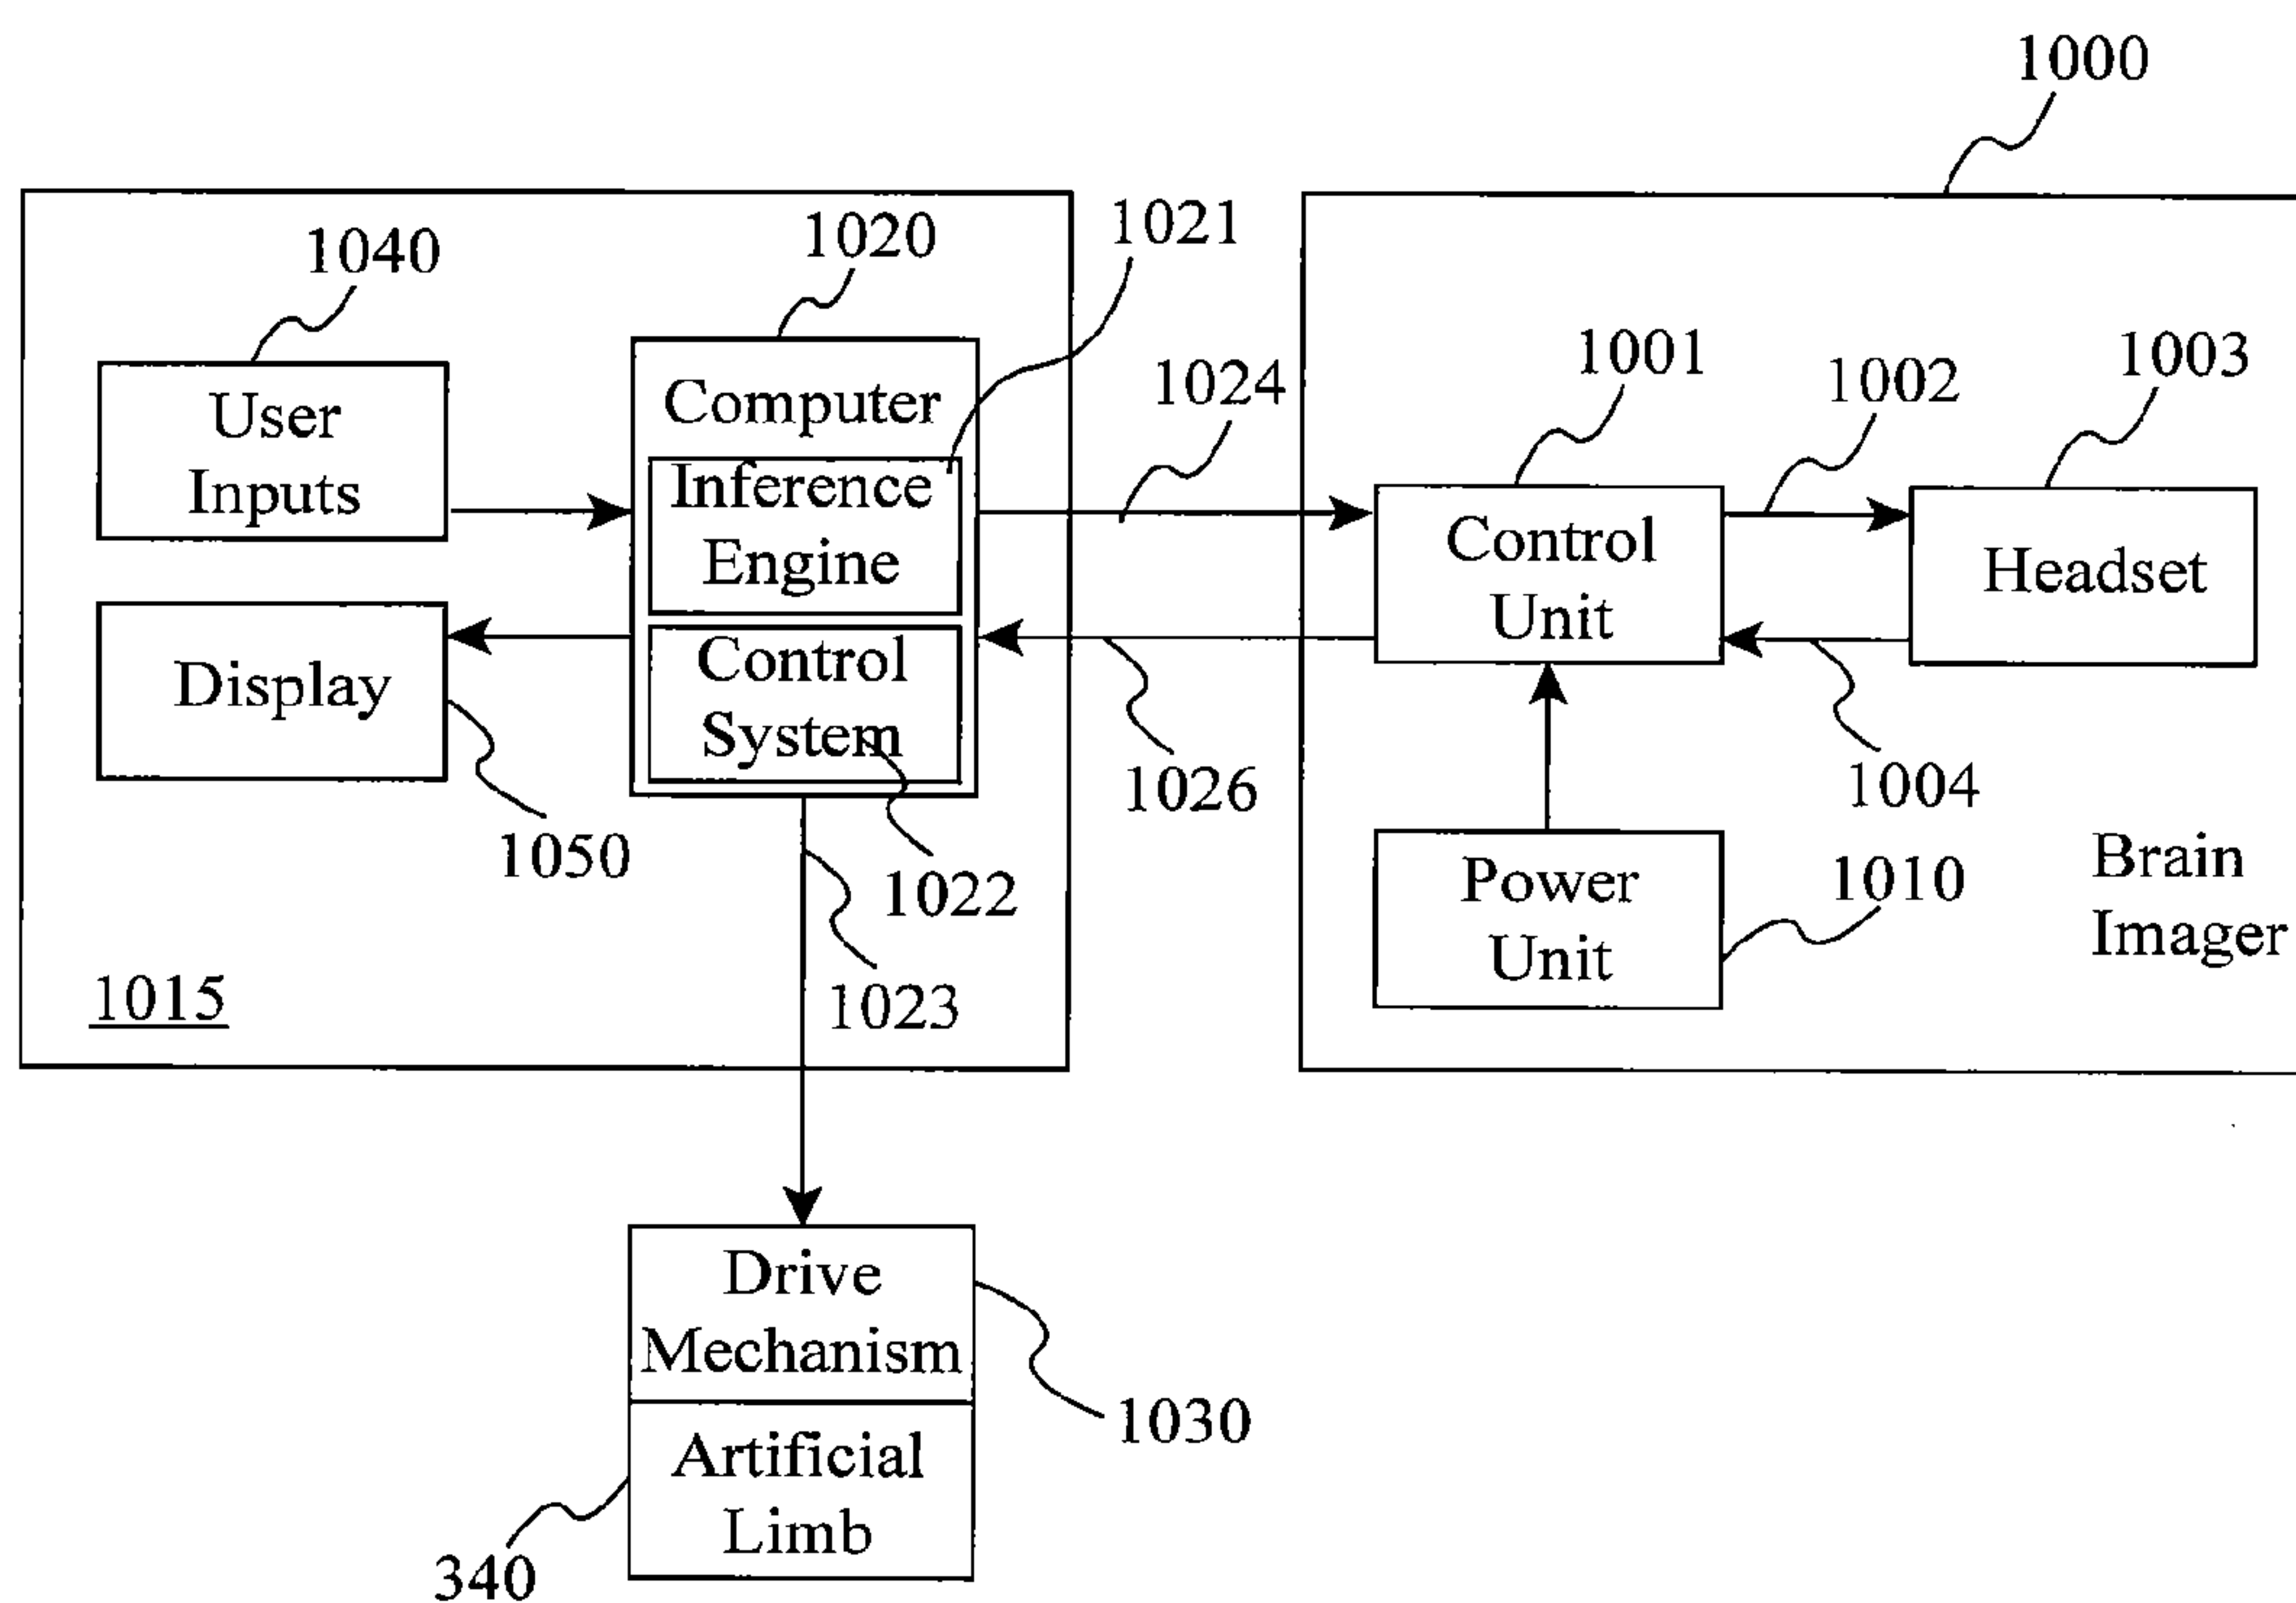 1000
1040
1020
1021
1024
1001
1002
1003
User
Inputs
Computer
Inference
Engine
Control
System
Display
1050
1022
1023
1015
1026
Control
Unit
Headset
1004
Power
Unit
1010
Brain
Imager
Drive
Mechanism
1030
Artificial
Limb
340